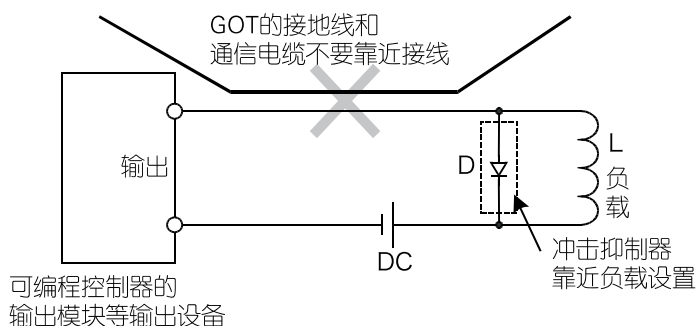 GOT的接地线和
通信电缆不要靠近接线
输出
D
L
负
载
DC
冲击抑制器
靠近负载设置
可编程控制器的
输出模块等输出设备